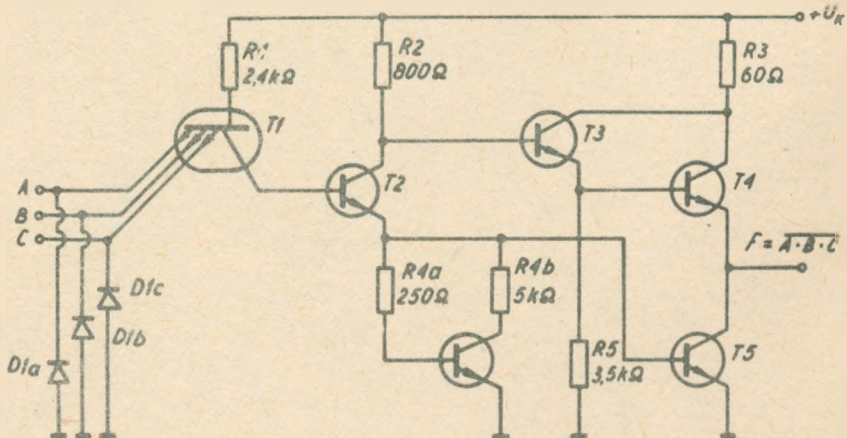 +U_K
R1
2,4kΩ
R2
800Ω
R3
60Ω
T1
T3
A
B
C
T2
T4
F = \overline{A·B·C}
R4a
250Ω
R4b
5kΩ
D1c
D1b
D1a
R5
3,5kΩ
T5